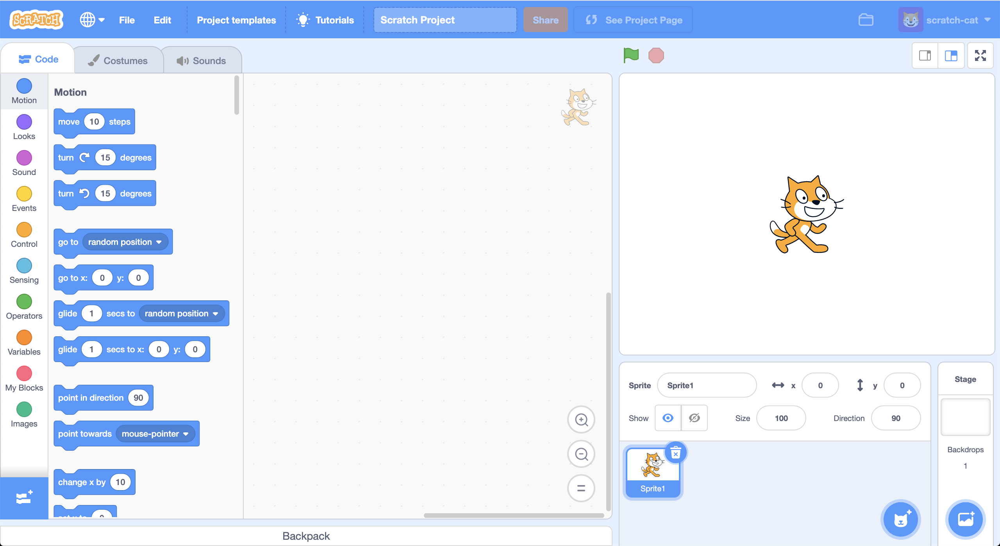 SCRATCH
File
Edit
Project templates
Tutorials
Scratch Project
Share
See Project Page
scratch-cat
Code
Costumes
Sounds
Motion
Looks
Sound
Events
Control
Sensing
Operators
Variables
My Blocks
Images
Motion
move 10 steps
turn 15 degrees
turn 15 degrees
go to random position
go to x: 0 y: 0
glide 1 secs to random position
glide 1 secs to x: 0 y: 0
point in direction 90
point towards mouse-pointer
change x by 10
set x to 0
Backpack
Sprite Sprite1 x 0 y 0
Show Size 100 Direction 90
Sprite1
Stage
Backdrops
1